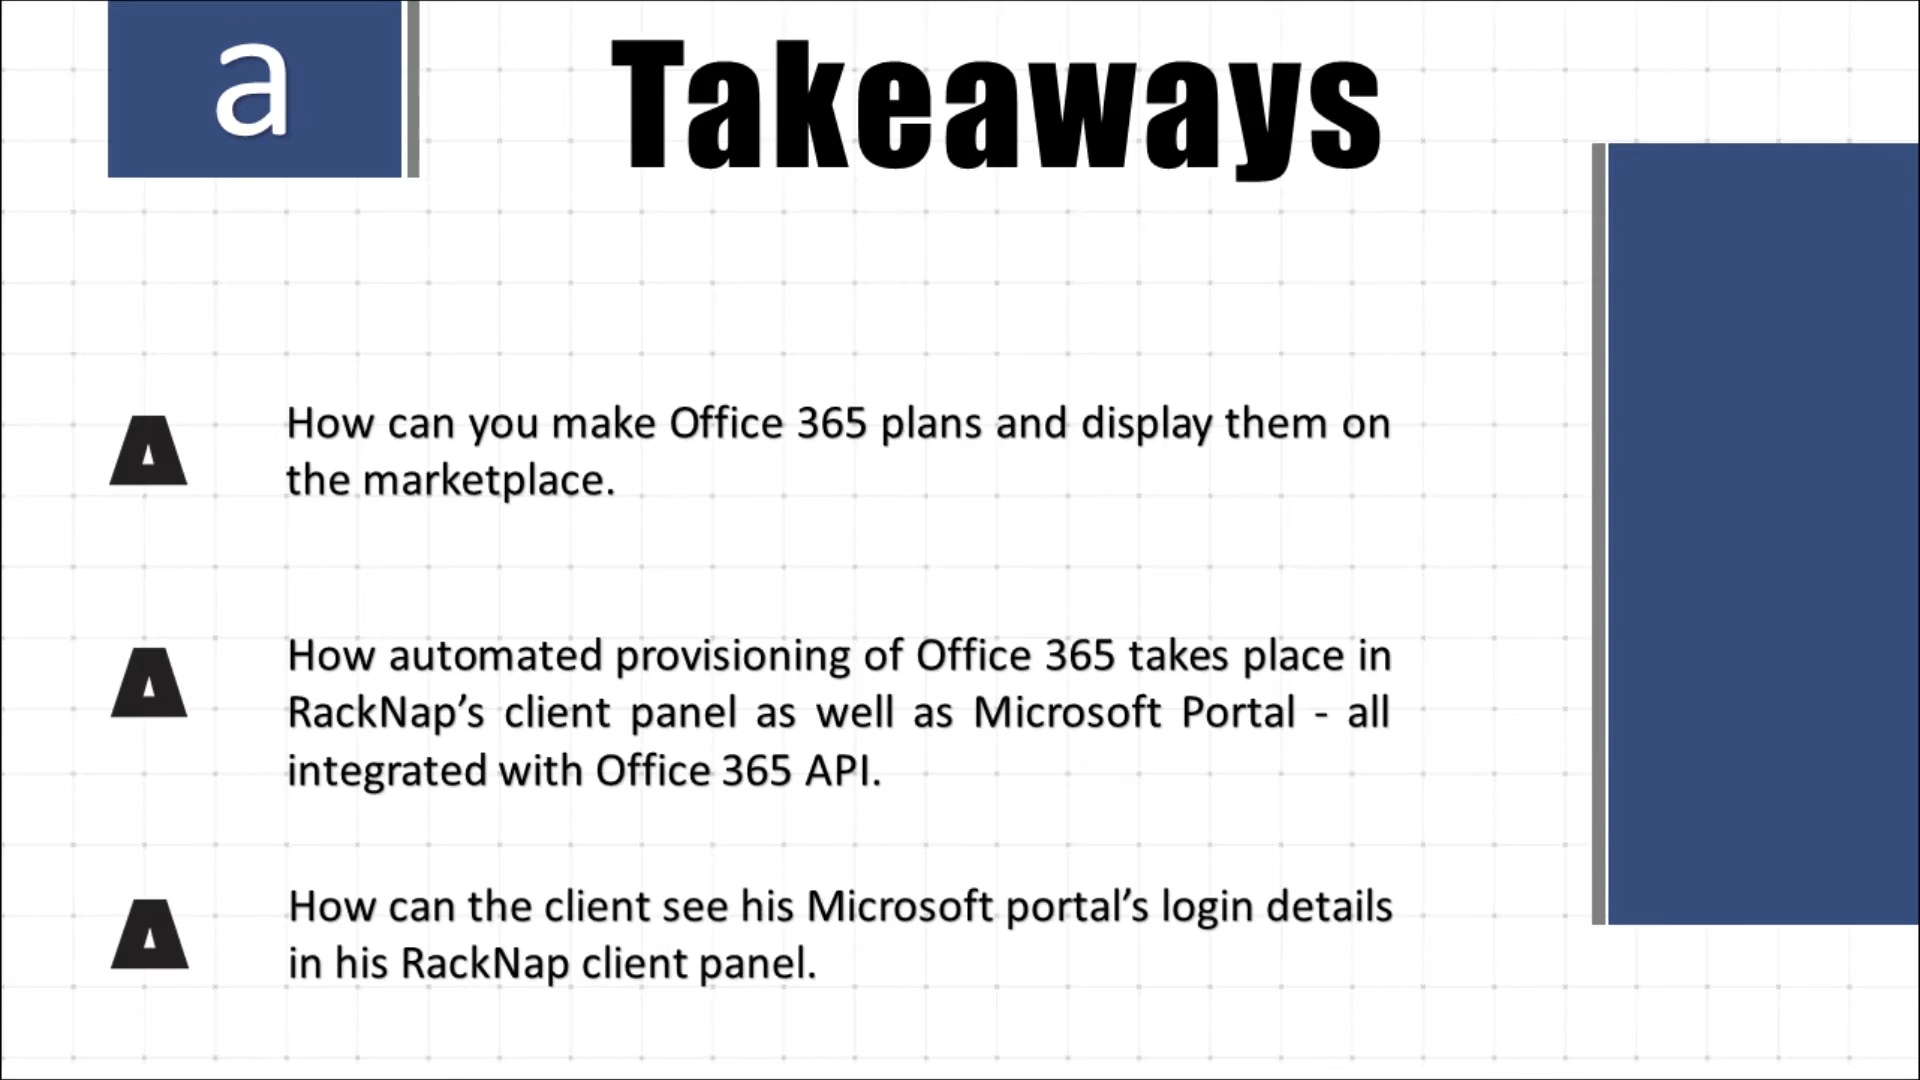 a
Takeaways
A
How can you make Office 365 plans and display them on
the marketplace.
A
How automated provisioning of Office 365 takes place in
RackNap’s client panel as well as Microsoft Portal - all
integrated with Office 365 API.
A
How can the client see his Microsoft portal’s login details
in his RackNap client panel.